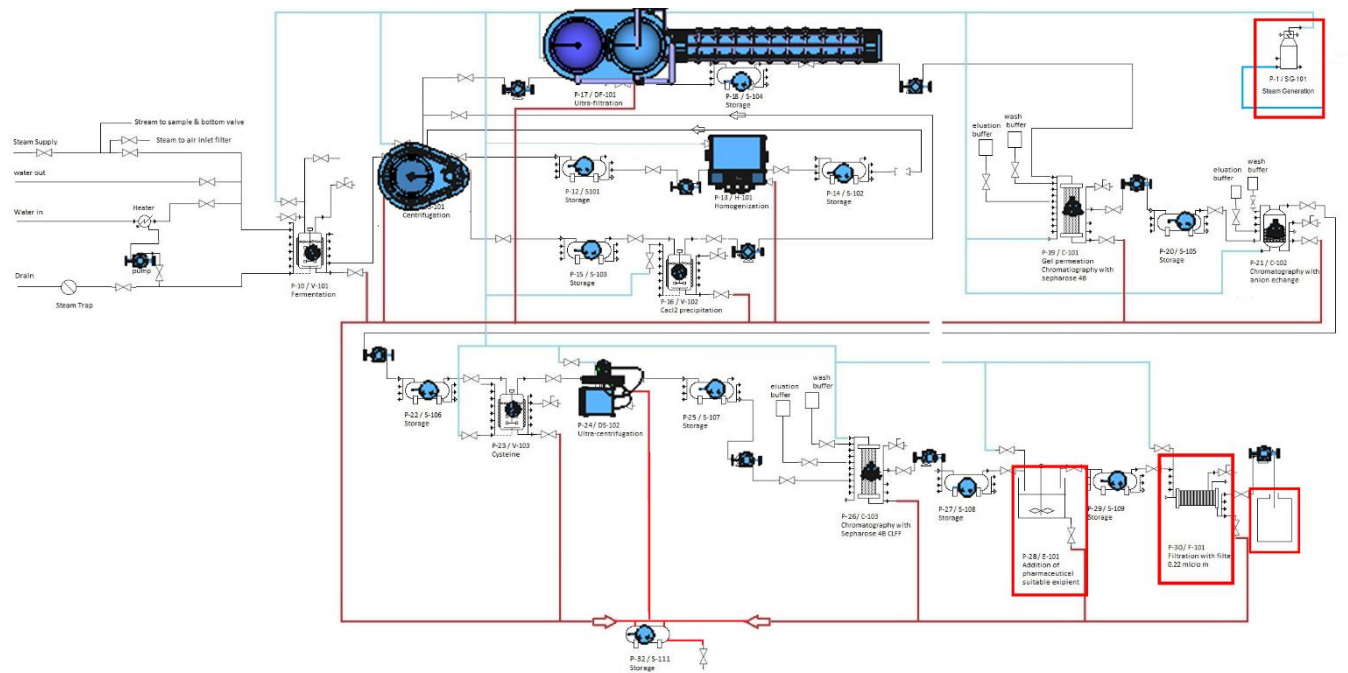 P-17 / DF-101
Ultra-filtration
P-18 / S-104
Storage
P-1 / SG-101
Steam Generation
Stream to sample & bottom valve
Steam Supply
Steam to air inlet filter
water out
Water in
Heater
pump
Drain
Steam Trap
P-10 / V-101
Fermentation
Centrifugation
P-12 / S101
Storage
P-13 / H-101
Homogenization
P-14 / S-102
Storage
P-15 / S-103
Storage
P-16 / V-102
Cacl2 precipitation
eluation
buffer
wash
buffer
P-19 / C-101
Gel permeation
Chromatiography with
sepharose 4B
P-20 / S-105
Storage
eluation
buffer
wash
buffer
P-21 / C-102
Chromatography with
anion echange
P-22 / S-106
Storage
P-23 / V-103
Cysteine
P-24 / DS-102
Ultra-centrifugation
P-25 / S-107
Storage
eluation
buffer
wash
buffer
P-26/ C-103
Chromatography with
Sepharose 4B CLFF
P-27/ S-108
Storage
P-28/ E-101
Addition of
pharmaceutical
suitable exipient
P-29 / S-109
Storage
P-30/ F-101
Filtration with filte
0.22 micro m
P-32 / S-111
Storage